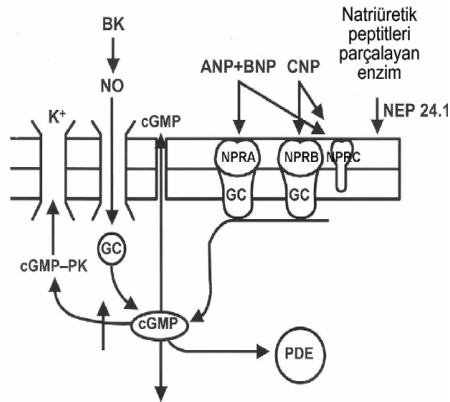 Natriüretik
peptitleri
parçalayan
enzim
BK
ANP+BNP CNP
NO
NEP 24.1
K+
cGMP
NPRA
NPRB
NPRC
GC
GC
GC
cGMP–PK
cGMP
PDE